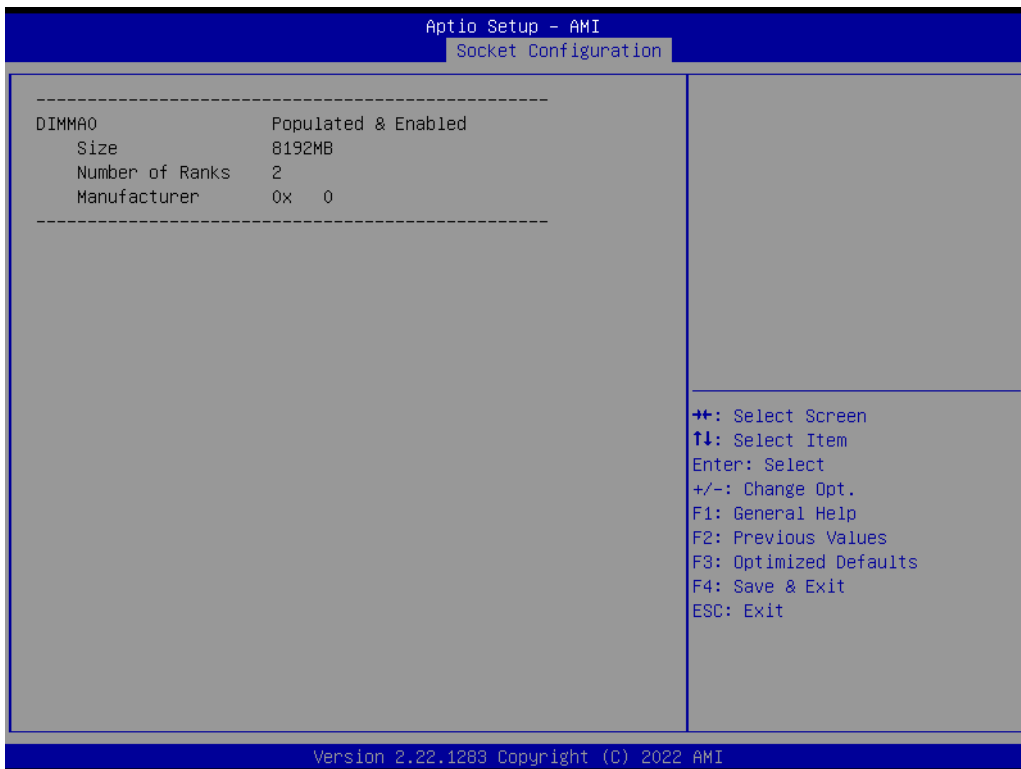 Aptio Setup – AMI
Socket Configuration
--------------------------------------------------
DIMMA0 Populated & Enabled
Size 8192MB
Number of Ranks 2
Manufacturer 0x 0
--------------------------------------------------
→←: Select Screen
↑↓: Select Item
Enter: Select
+/-: Change Opt.
F1: General Help
F2: Previous Values
F3: Optimized Defaults
F4: Save & Exit
ESC: Exit
Version 2.22.1283 Copyright (C) 2022 AMI